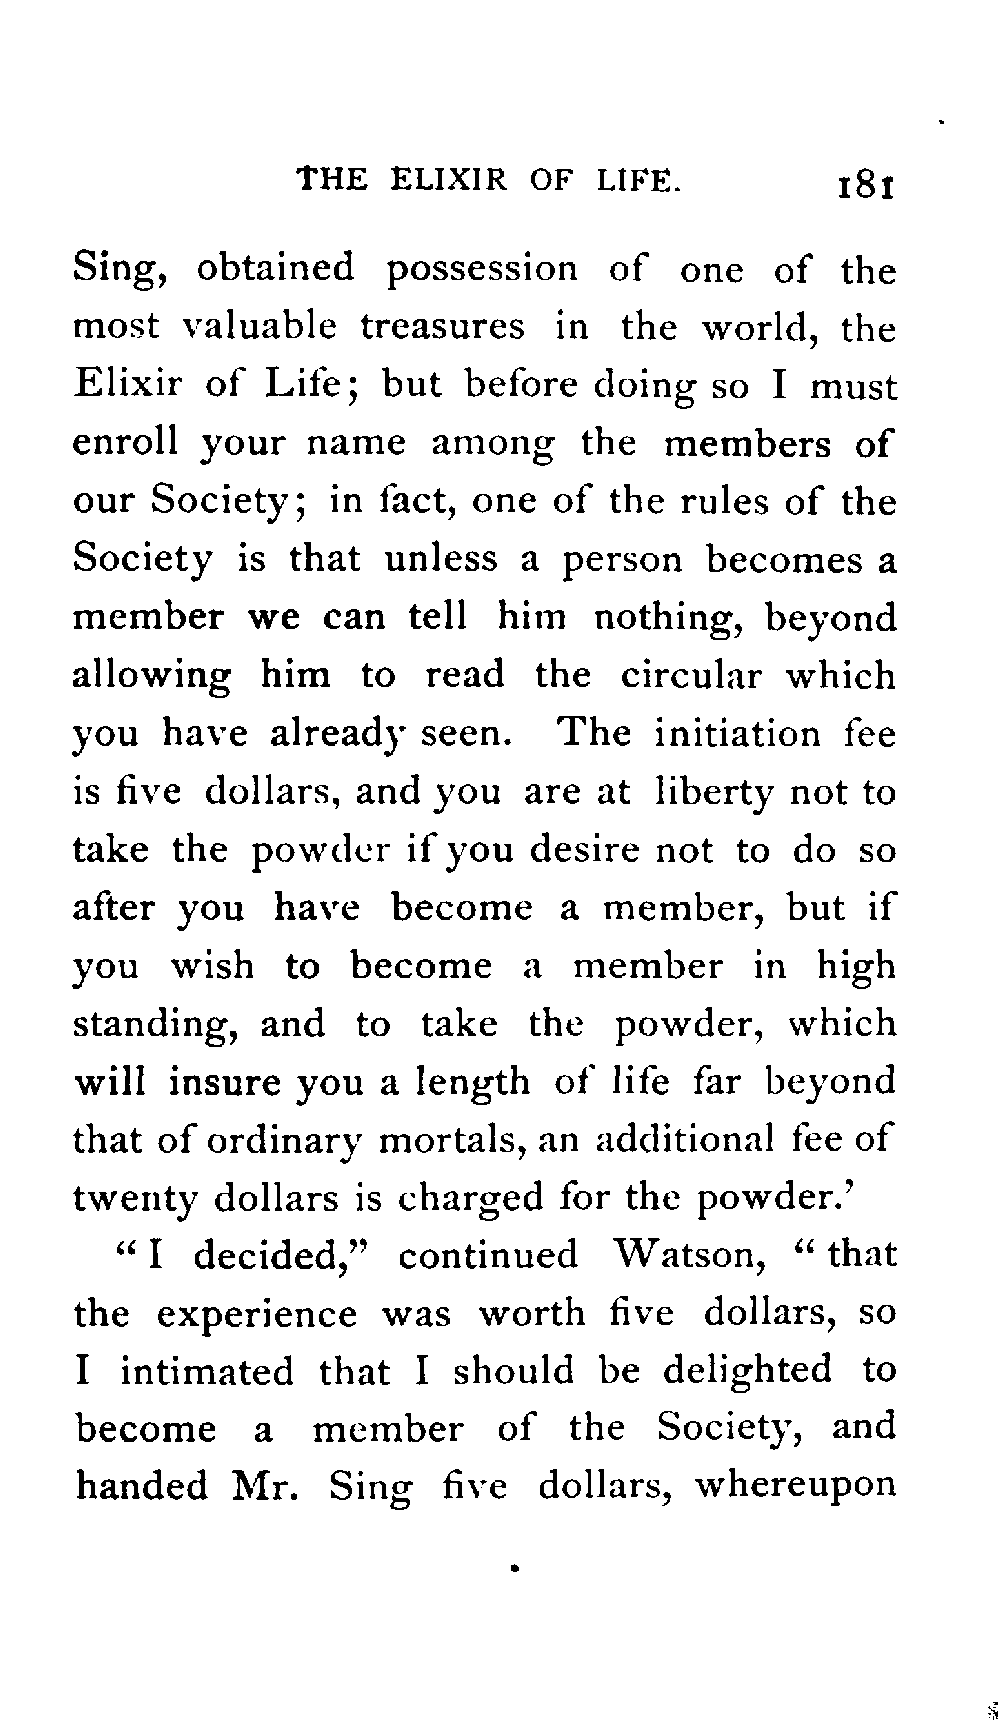 THE ELIXIR OF LIFE. 181
Sing, obtained possession of one of the
most valuable treasures in the world, the
Elixir of Life; but before doing so I must
enroll your name among the members of
our Society; in fact, one of the rules of the
Society is that unless a person becomes a
member we can tell him nothing, beyond
allowing him to read the circular which
you have already seen. The initiation fee
is five dollars, and you are at liberty not to
take the powder if you desire not to do so
after you have become a member, but if
you wish to become a member in high
standing, and to take the powder, which
will insure you a length of life far beyond
that of ordinary mortals, an additional fee of
twenty dollars is charged for the powder.’
“ I decided,” continued Watson, “ that
the experience was worth five dollars, so
I intimated that I should be delighted to
become a member of the Society, and
handed Mr. Sing five dollars, whereupon